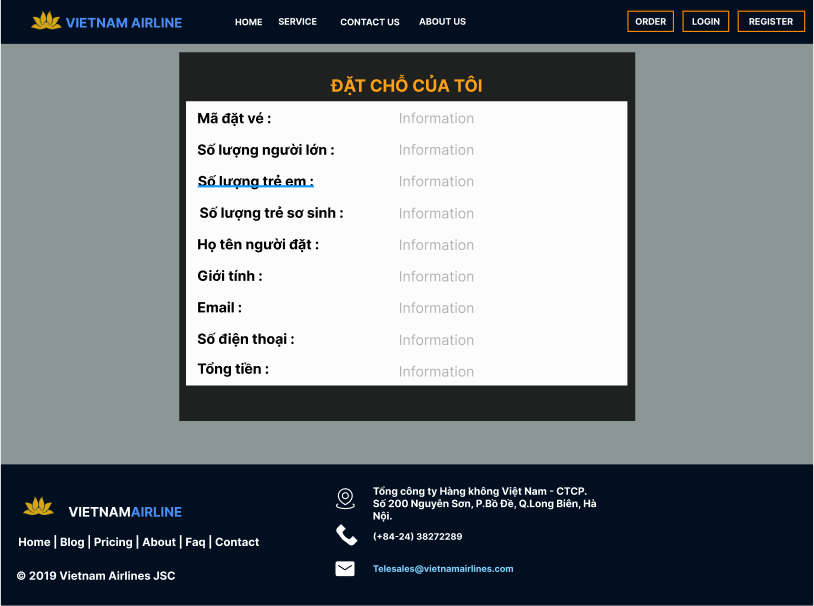 VIETNAM AIRLINE
HOME SERVICE CONTACT US ABOUT US
ORDER LOGIN REGISTER
ĐẶT CHỖ CỦA TÔI
Mã đặt vé : Information
Số lượng người lớn : Information
Số lượng trẻ em : Information
Số lượng trẻ sơ sinh : Information
Họ tên người đặt : Information
Giới tính : Information
Email : Information
Số điện thoại : Information
Tổng tiền : Information
VIETNAMAIRLINE
Home | Blog | Pricing | About | Faq | Contact
© 2019 Vietnam Airlines JSC
Tổng công ty Hàng không Việt Nam - CTCP.
Số 200 Nguyễn Sơn, P.Bồ Đề, Q.Long Biên, Hà
Nội.
(+84-24) 38272289
Telesales@vietnamairlines.com